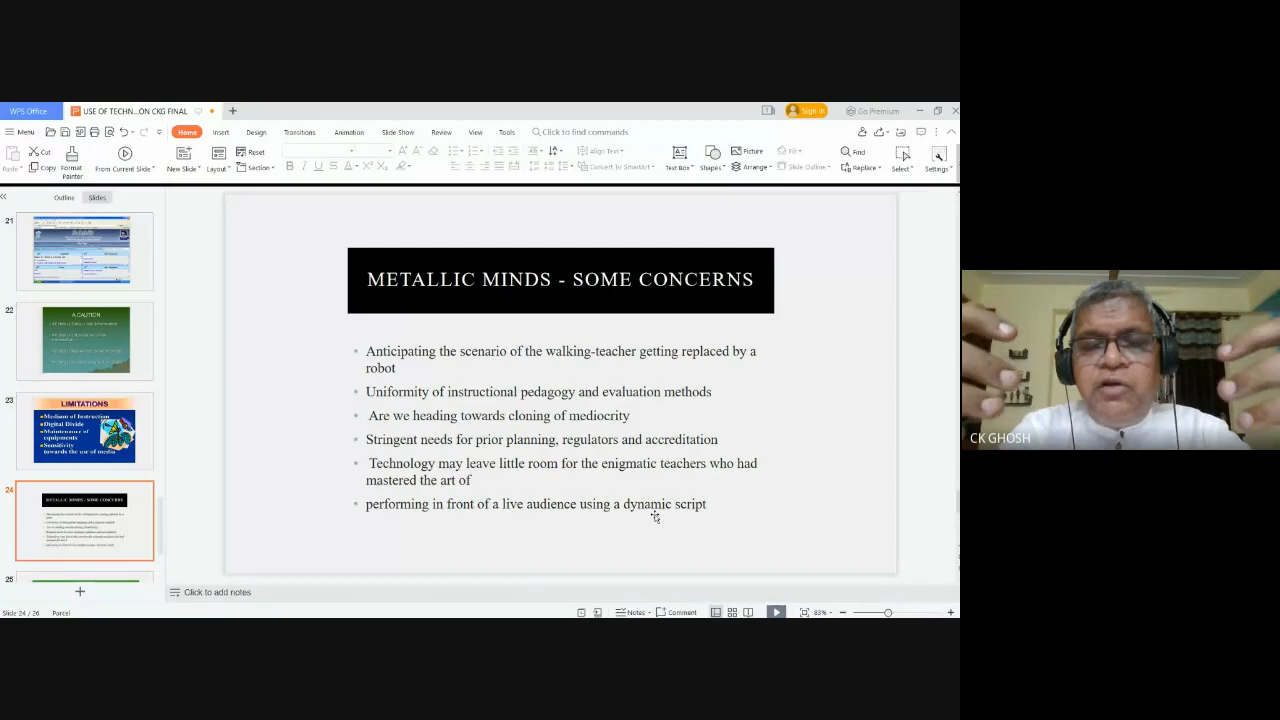 WPS Office
USE OF TECHN...ON CKG FINAL
Sign in
Go Premium
Menu
Home
Insert
Design
Transitions
Animation
Slide Show
Review
View
Tools
Click to find commands
Paste
Cut
Copy
Format
Painter
From Current Slide
New Slide
Layout
Reset
Section
B I U S A X² X₂
Align Text
Convert To SmartArt
Text Box
Shapes
Picture
Arrange
Fill
Slide Outline
Find
Replace
Select
Settings
Outline
Slides
21
22
A CAUTION
23
LIMITATIONS
Medium of Instruction
Digital Divide
Maintenance of
equipments
Sensitivity
towards the use of media
24
METALLIC MINDS - SOME CONCERNS
25
METALLIC MINDS - SOME CONCERNS
• Anticipating the scenario of the walking-teacher getting replaced by a
robot
• Uniformity of instructional pedagogy and evaluation methods
• Are we heading towards cloning of mediocrity
• Stringent needs for prior planning, regulators and accreditation
• Technology may leave little room for the enigmatic teachers who had
mastered the art of
• performing in front of a live audience using a dynamic script
Click to add notes
Slide 24 / 26
Parcel
Notes
Comment
83%
CK GHOSH